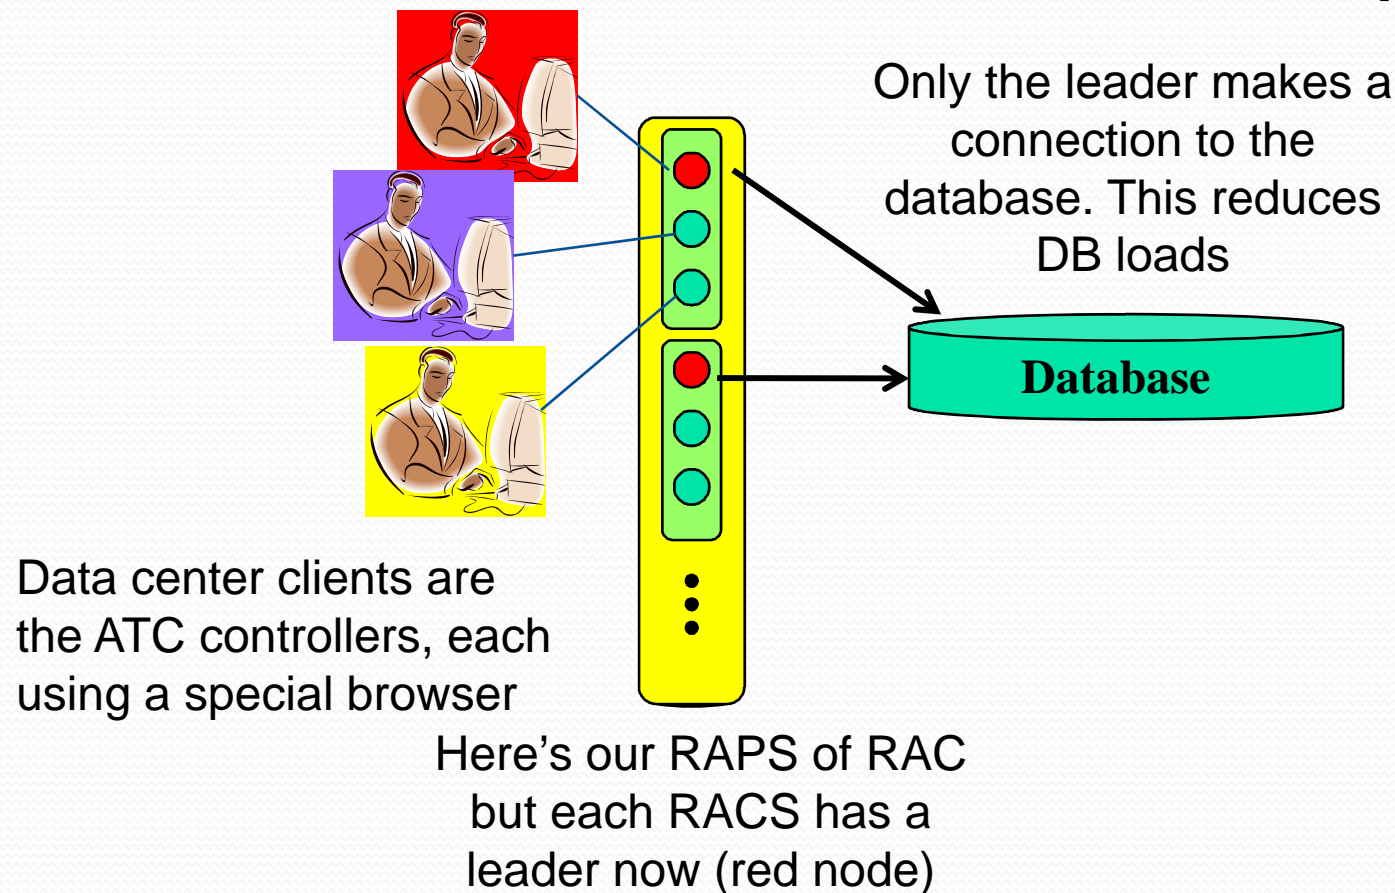 Only the leader makes a
connection to the
database. This reduces
DB loads
Database
Data center clients are
the ATC controllers, each
using a special browser
Here’s our RAPS of RAC
but each RACS has a
leader now (red node)